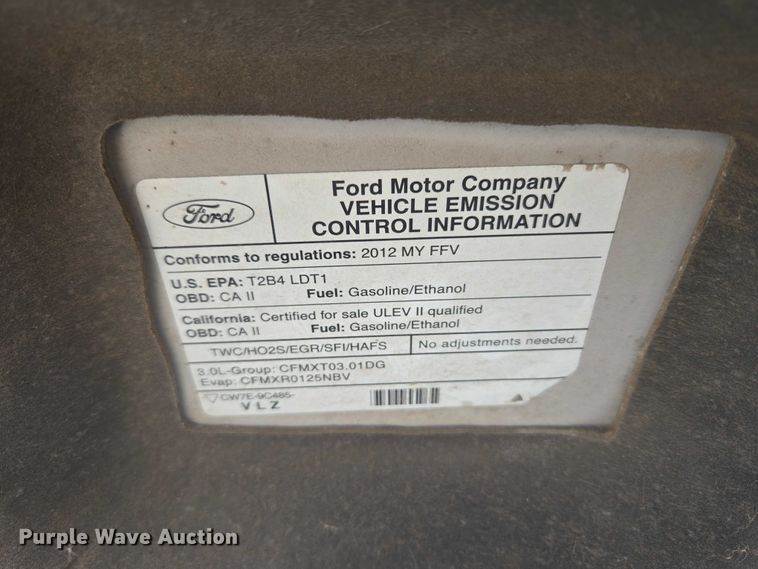 Ford
Ford Motor Company
VEHICLE EMISSION
CONTROL INFORMATION
Conforms to regulations: 2012 MY FFV
U.S. EPA: T2B4 LDT1
OBD: CA II Fuel: Gasoline/Ethanol
California: Certified for sale ULEV II qualified
OBD: CA II Fuel: Gasoline/Ethanol
TWC/HO2S/EGR/SFI/HAFS No adjustments needed.
3.0L-Group: CFMXT03.01DG
Evap: CFMXR0125NBV
CW7E-9C485-
VLZ
Purple Wave Auction